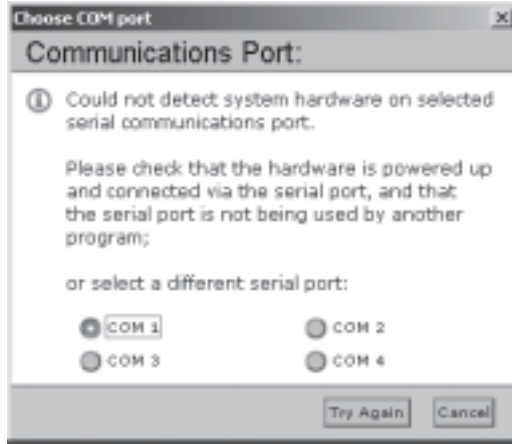 Choose COM port
Communications Port:
Could not detect system hardware on selected
serial communications port.
Please check that the hardware is powered up
and connected via the serial port, and that
the serial port is not being used by another
program;
or select a different serial port:
COM 1 COM 2
COM 3 COM 4
Try Again Cancel